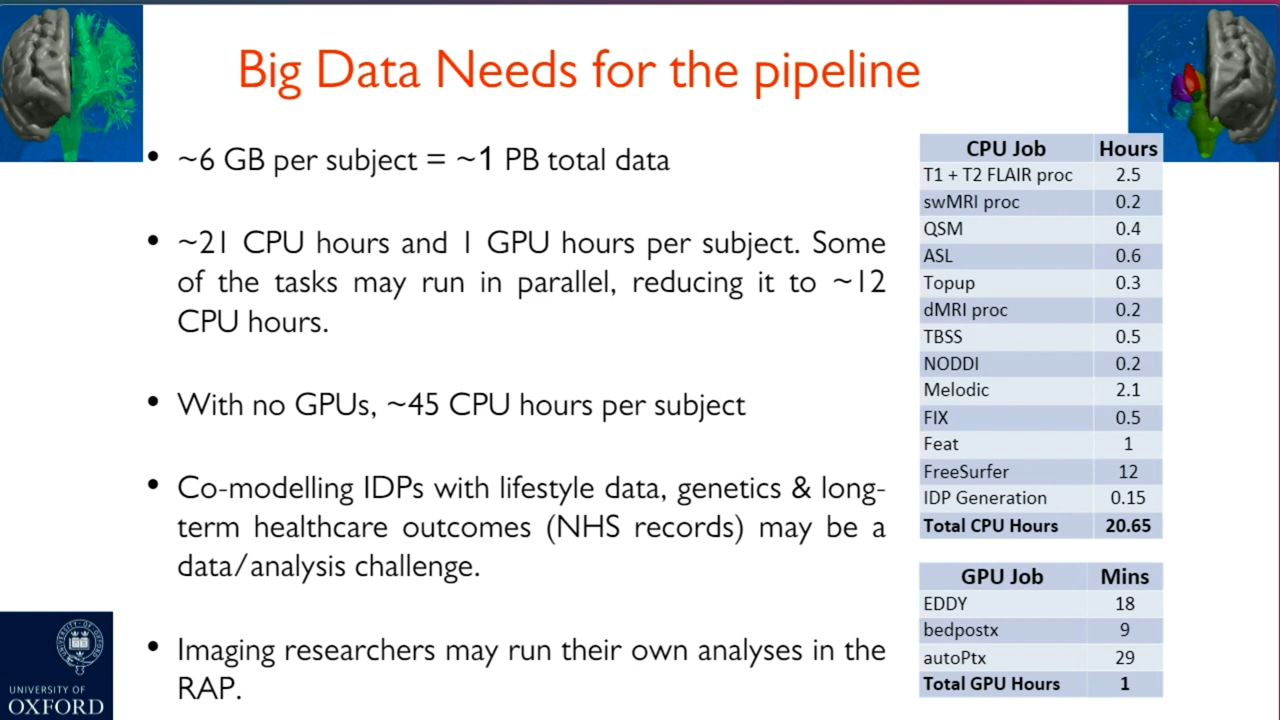 Big Data Needs for the pipeline
• ~6 GB per subject = ~1 PB total data
• ~21 CPU hours and 1 GPU hours per subject. Some
of the tasks may run in parallel, reducing it to ~12
CPU hours.
• With no GPUs, ~45 CPU hours per subject
• Co-modelling IDPs with lifestyle data, genetics & long-
term healthcare outcomes (NHS records) may be a
data/analysis challenge.
• Imaging researchers may run their own analyses in the
RAP.
CPU Job Hours
T1 + T2 FLAIR proc 2.5
swMRI proc 0.2
QSM 0.4
ASL 0.6
Topup 0.3
dMRI proc 0.2
TBSS 0.5
NODDI 0.2
Melodic 2.1
FIX 0.5
Feat 1
FreeSurfer 12
IDP Generation 0.15
Total CPU Hours 20.65
GPU Job Mins
EDDY 18
bedpostx 9
autoPtx 29
Total GPU Hours 1
UNIVERSITY OF
OXFORD